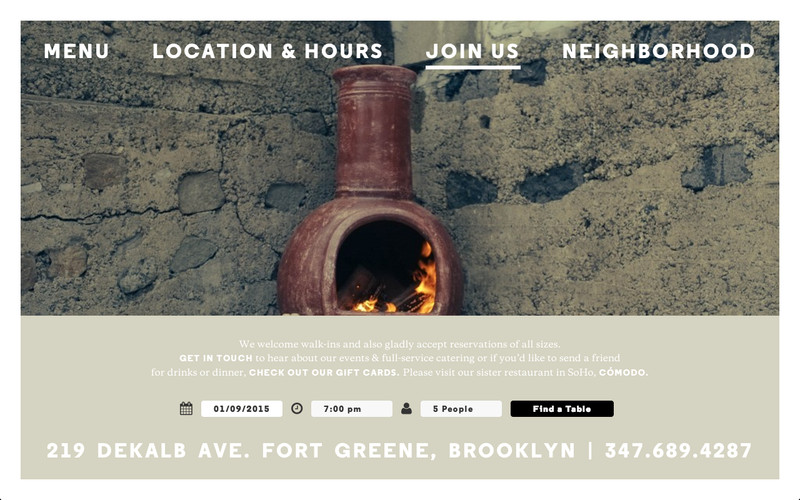 MENU LOCATION & HOURS JOIN US NEIGHBORHOOD
We welcome walk-ins and also gladly accept reservations of all sizes.
GET IN TOUCH to hear about our events & full-service catering or if you'd like to send a friend
for drinks or dinner, CHECK OUT OUR GIFT CARDS. Please visit our sister restaurant in SoHo, CÓMODO.
01/09/2015 7:00 pm 5 People Find a Table
219 DEKALB AVE. FORT GREENE, BROOKLYN | 347.689.4287